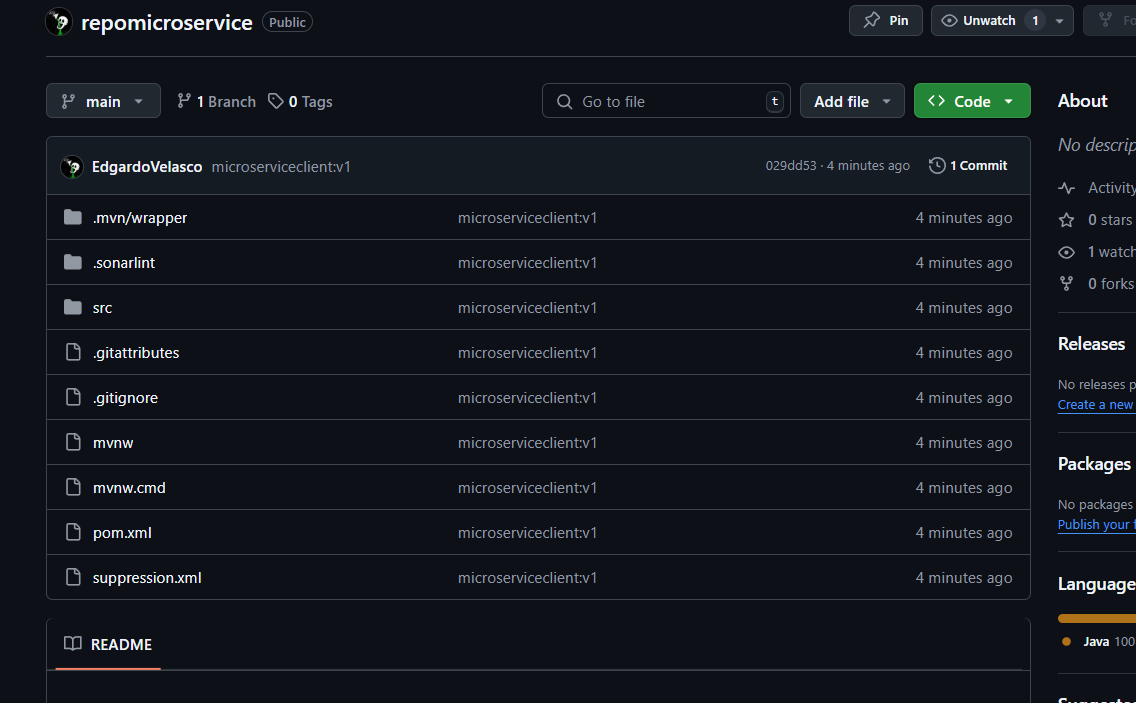 repomicroservice Public Pin Unwatch 1
main 1 Branch 0 Tags Go to file t Add file Code
About
No descrip
EdgardoVelasco microserviceclient:v1 029dd53 · 4 minutes ago 1 Commit
Activity
.mvn/wrapper microserviceclient:v1 4 minutes ago
0 stars
.sonarlint microserviceclient:v1 4 minutes ago
1 watch
0 forks
src microserviceclient:v1 4 minutes ago
Releases
.gitattributes microserviceclient:v1 4 minutes ago
No releases p
.gitignore microserviceclient:v1 4 minutes ago
Create a new
mvnw microserviceclient:v1 4 minutes ago
Packages
mvnw.cmd microserviceclient:v1 4 minutes ago
No packages
Publish your f
pom.xml microserviceclient:v1 4 minutes ago
suppression.xml microserviceclient:v1 4 minutes ago
Language
README
Java 100